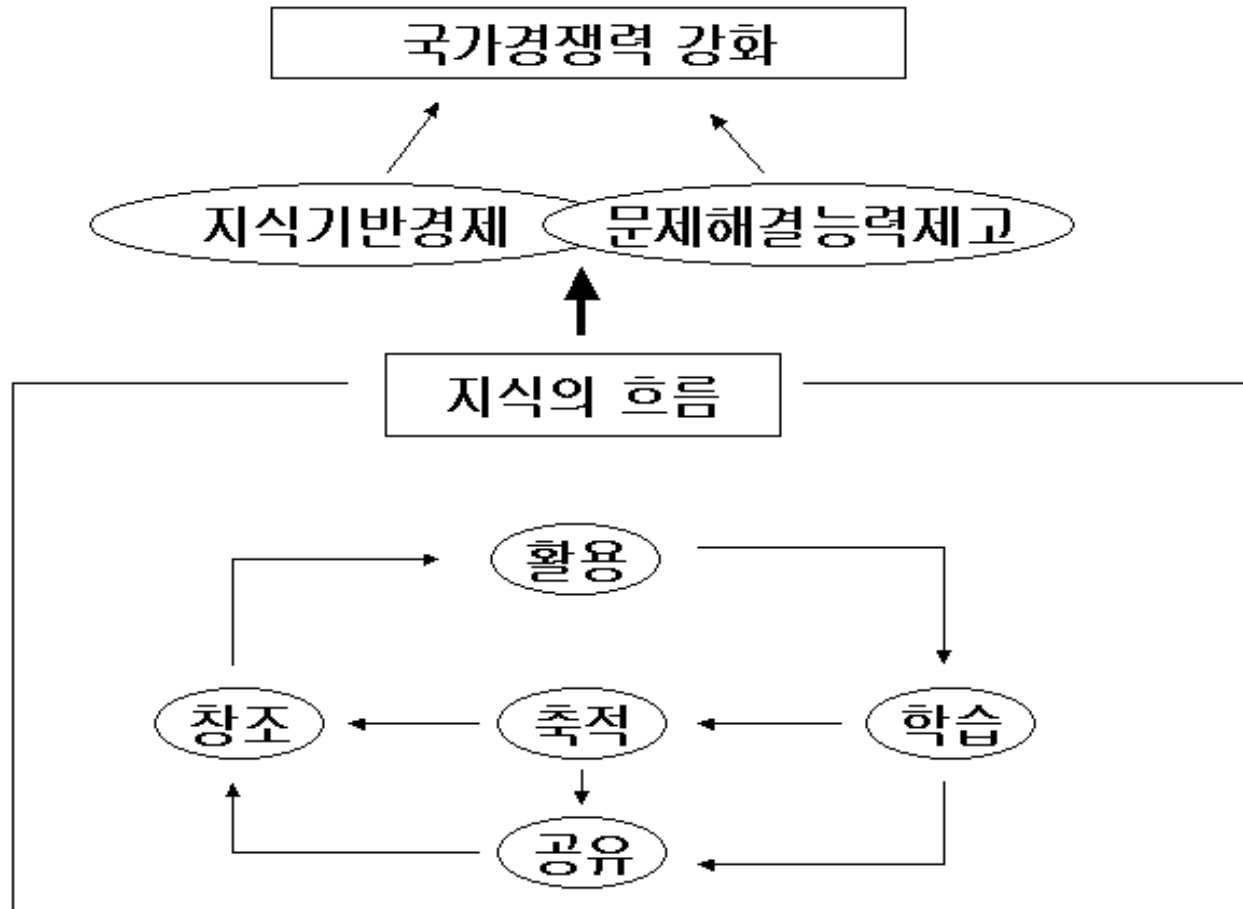 국가경쟁력 강화
지식기반경제 문제해결능력제고
지식의 흐름
활용
창조 축적 학습
공유